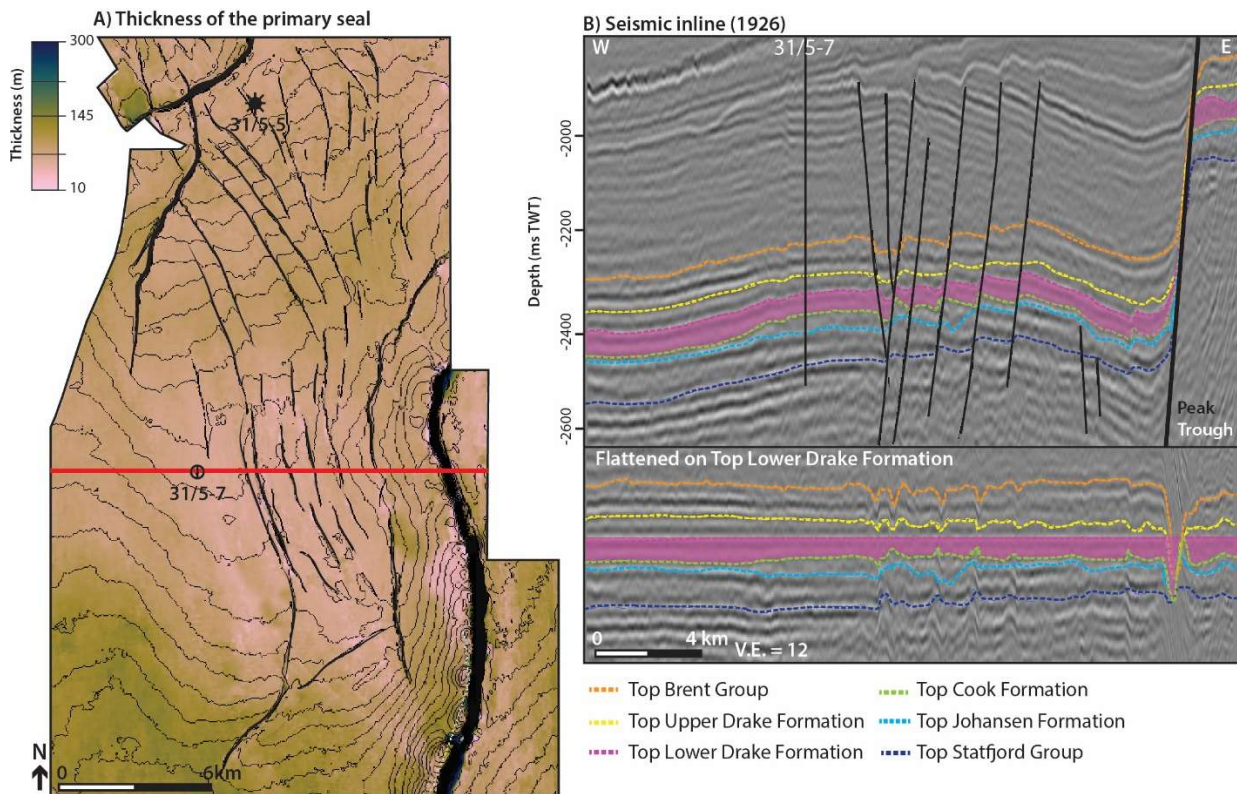 A) Thickness of the primary seal
Thickness (m)
300
145
10
31/5-5
31/5-7
N
0 6km
B) Seismic inline (1926)
W 31/5-7 E
Depth (ms TWT)
-2000
-2200
-2400
-2600
Peak
Trough
Flattened on Top Lower Drake Formation
0 4 km
V.E. = 12
Top Brent Group
Top Upper Drake Formation
Top Lower Drake Formation
Top Cook Formation
Top Johansen Formation
Top Statfjord Group